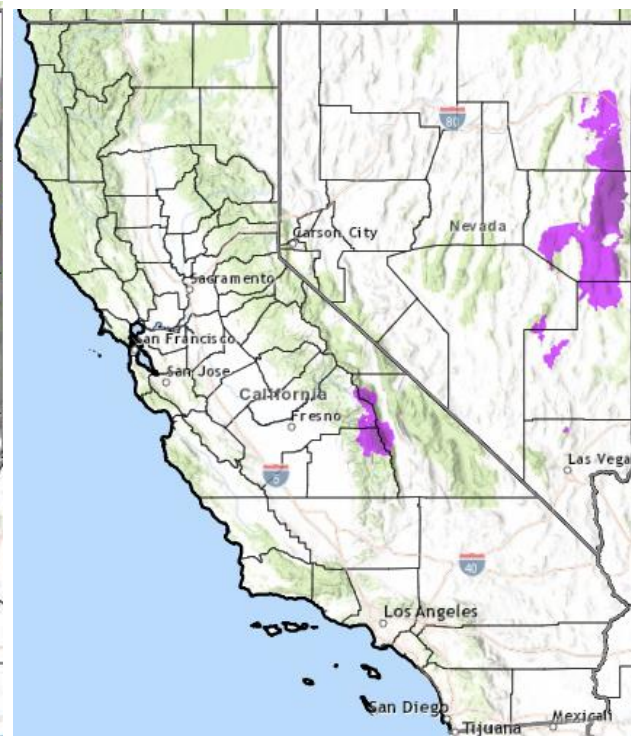 80
Carson City
Nevada
Sacramento
San Francisco
San Jose
California
Fresno
5
Las Vega
40
Los Angeles
San Diego
Tijuana
Mexicali